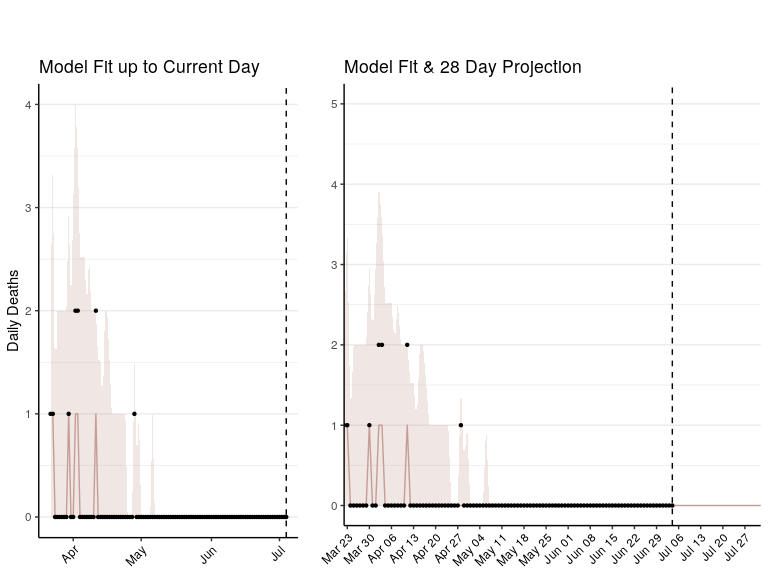 Model Fit up to Current Day
Model Fit & 28 Day Projection
Daily Deaths
4
3
2
1
0
Apr
May
Jun
Jul
5
4
3
2
1
0
Mar 23
Mar 30
Apr 06
Apr 13
Apr 20
Apr 27
May 04
May 11
May 18
May 25
Jun 01
Jun 08
Jun 15
Jun 22
Jun 29
Jul 06
Jul 13
Jul 20
Jul 27